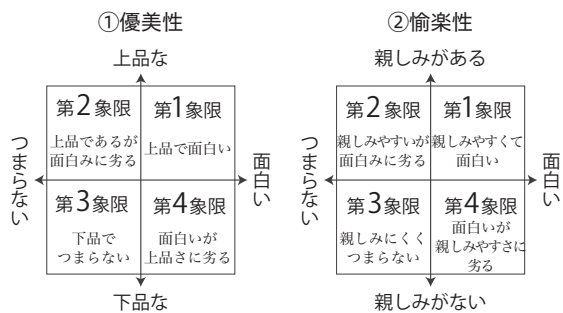 ①優美性
上品な
つまらない
面白い
第2象限
上品であるが
面白みに劣る
第1象限
上品で面白い
第3象限
下品で
つまらない
第4象限
面白いが
上品さに劣る
下品な
②愉楽性
親しみがある
つまらない
面白い
第2象限
親しみやすいが
面白みに劣る
第1象限
親しみやすくて
面白い
第3象限
親しみにくく
つまらない
第4象限
面白いが
親しみやすさに
劣る
親しみがない